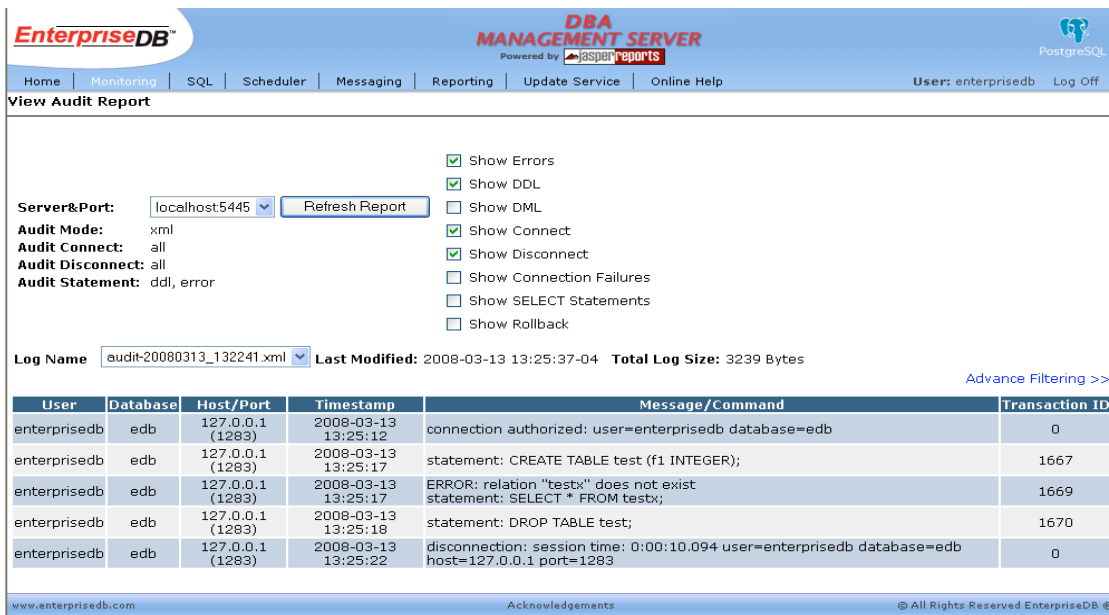 EnterpriseDB™
DBA
MANAGEMENT SERVER
Powered by jasperreports
PostgreSQL
Home | Monitoring | SQL | Scheduler | Messaging | Reporting | Update Service | Online Help User: enterprisedb Log Off
View Audit Report
Show Errors
Show DDL
Server&Port: localhost:5445 Refresh Report Show DML
Audit Mode: xml Show Connect
Audit Connect: all
Audit Disconnect: all Show Disconnect
Audit Statement: ddl, error Show Connection Failures
Show SELECT Statements
Show Rollback
Log Name audit-20080313_132241.xml Last Modified: 2008-03-13 13:25:37-04 Total Log Size: 3239 Bytes
Advance Filtering >>
User Database Host/Port Timestamp Message/Command Transaction ID
enterprisedb edb 127.0.0.1 (1283) 2008-03-13 13:25:12 connection authorized: user=enterprisedb database=edb 0
enterprisedb edb 127.0.0.1 (1283) 2008-03-13 13:25:17 statement: CREATE TABLE test (f1 INTEGER); 1667
enterprisedb edb 127.0.0.1 (1283) 2008-03-13 13:25:17 ERROR: relation "testx" does not exist statement: SELECT * FROM testx; 1669
enterprisedb edb 127.0.0.1 (1283) 2008-03-13 13:25:18 statement: DROP TABLE test; 1670
enterprisedb edb 127.0.0.1 (1283) 2008-03-13 13:25:22 disconnection: session time: 0:00:10.094 user=enterprisedb database=edb host=127.0.0.1 port=1283 0
www.enterprisedb.com Acknowledgements © All Rights Reserved EnterpriseDB